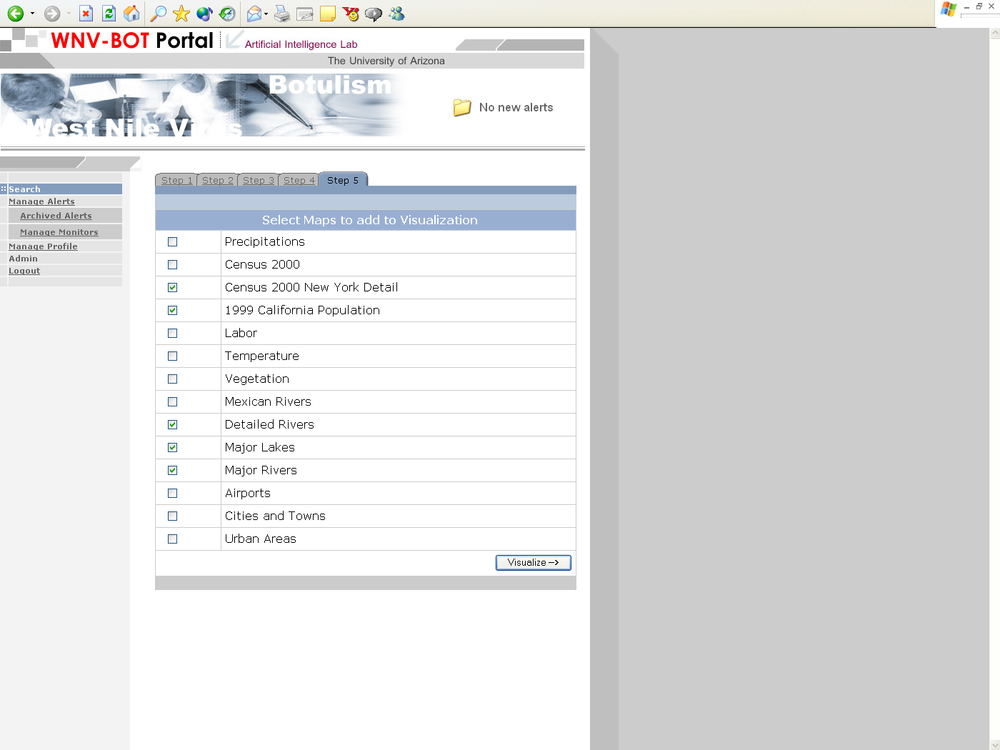 WNV-BOT Portal
Artificial Intelligence Lab
The University of Arizona
Botulism
West Nile Virus
No new alerts
Search
Manage Alerts
Archived Alerts
Manage Monitors
Manage Profile
Admin
Logout
Step 1 Step 2 Step 3 Step 4 Step 5
Select Maps to add to Visualization
Precipitations
Census 2000
Census 2000 New York Detail
1999 California Population
Labor
Temperature
Vegetation
Mexican Rivers
Detailed Rivers
Major Lakes
Major Rivers
Airports
Cities and Towns
Urban Areas
Visualize -->